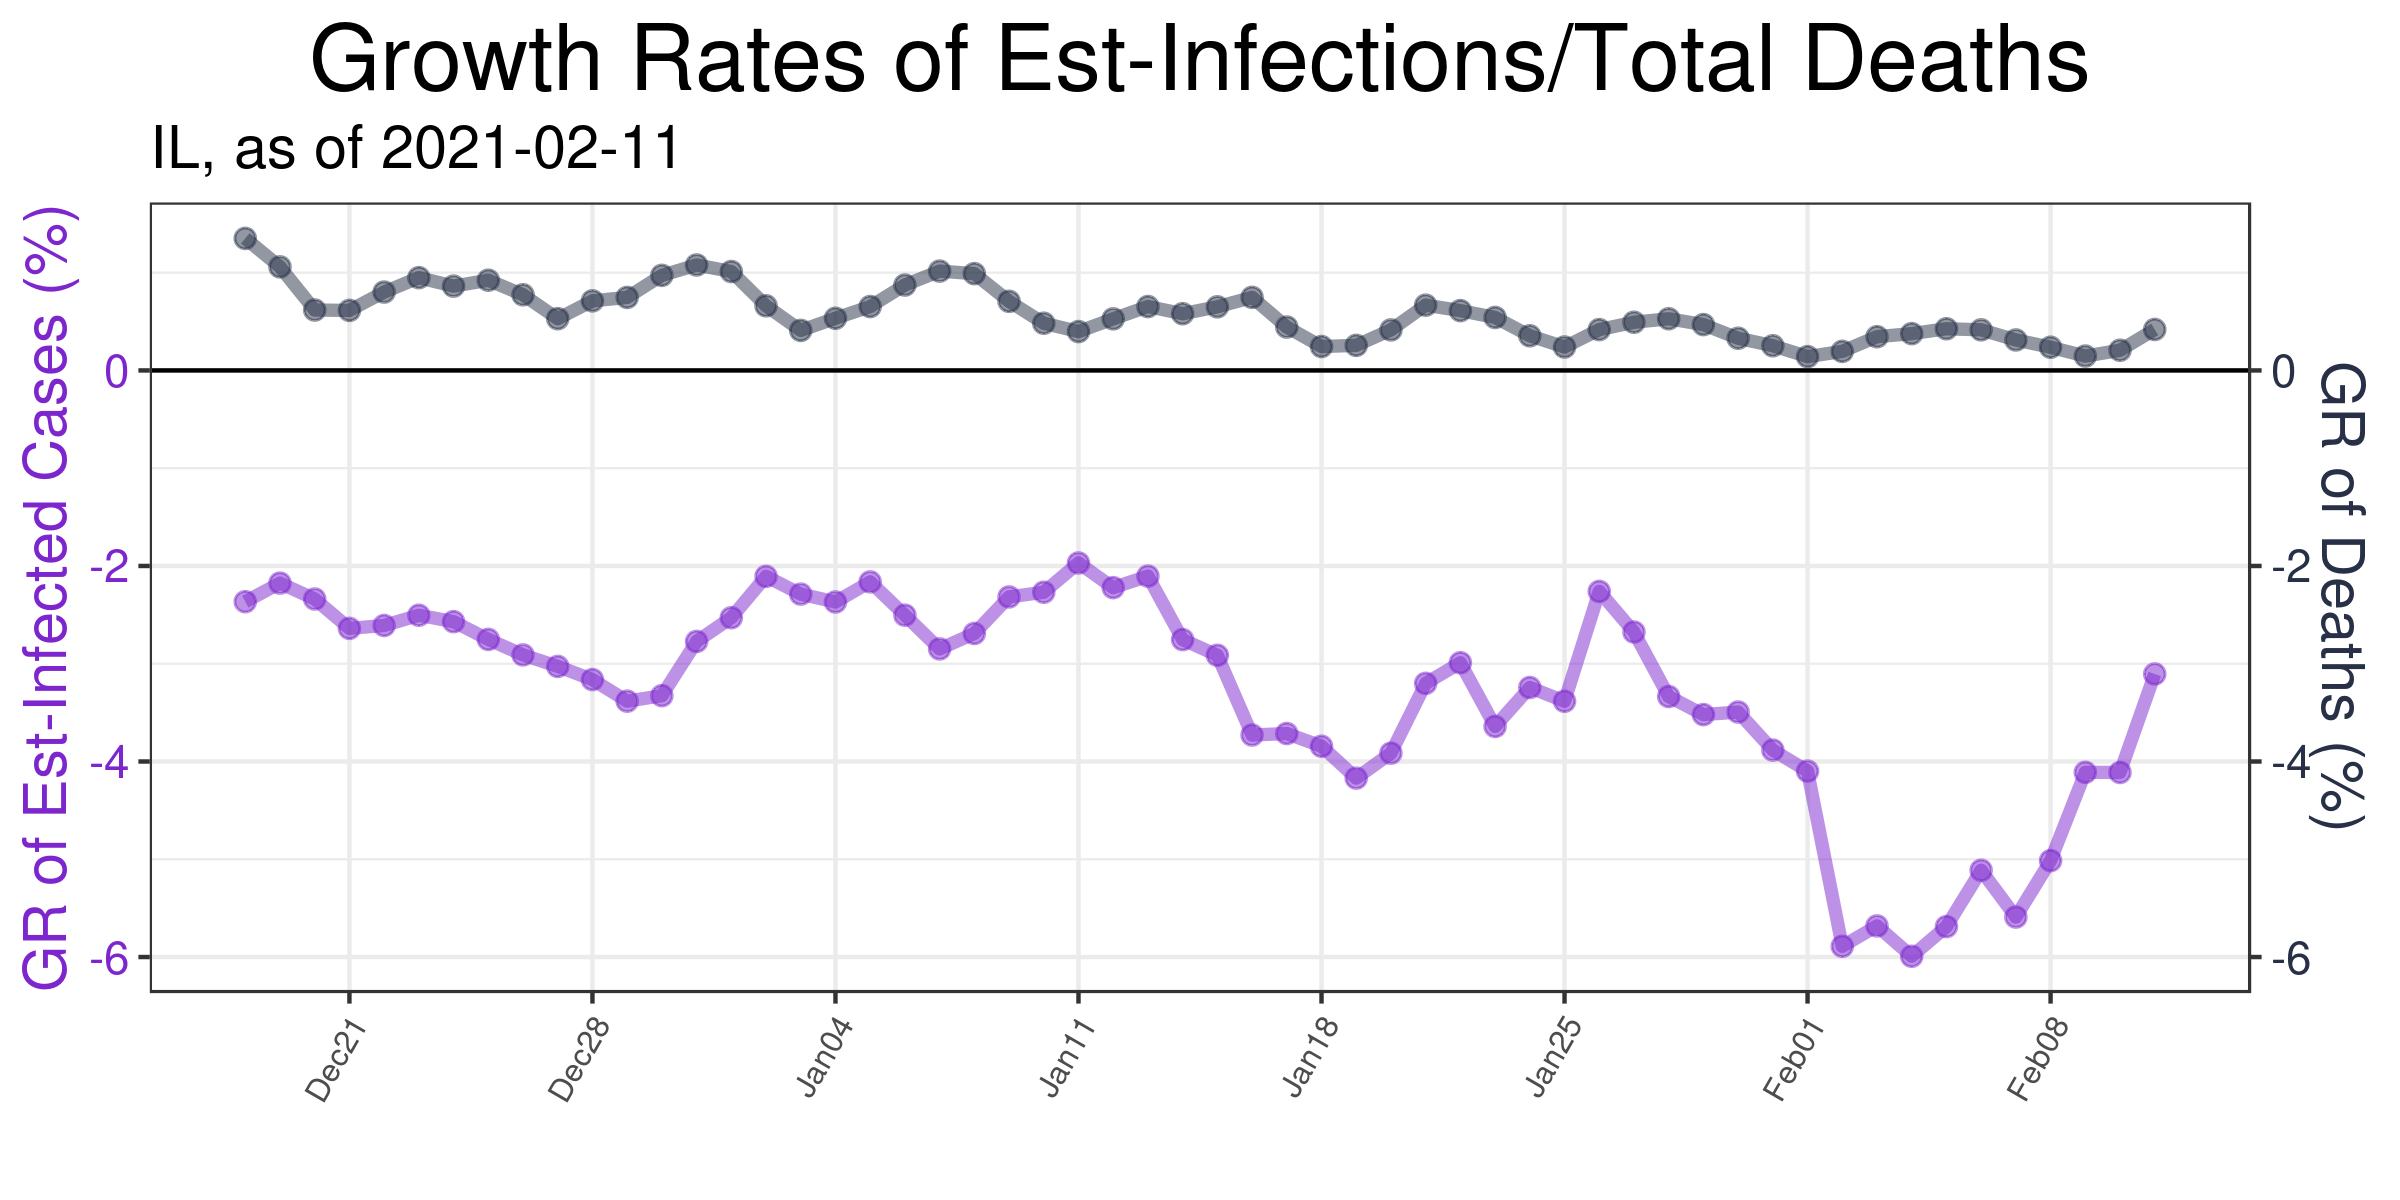 Growth Rates of Est-Infections/Total Deaths
IL, as of 2021-02-11
GR of Est-Infected Cases (%)
0
-2
-4
-6
0
-2
-4
-6
GR of Deaths (%)
Dec21
Dec28
Jan04
Jan11
Jan18
Jan25
Feb01
Feb08